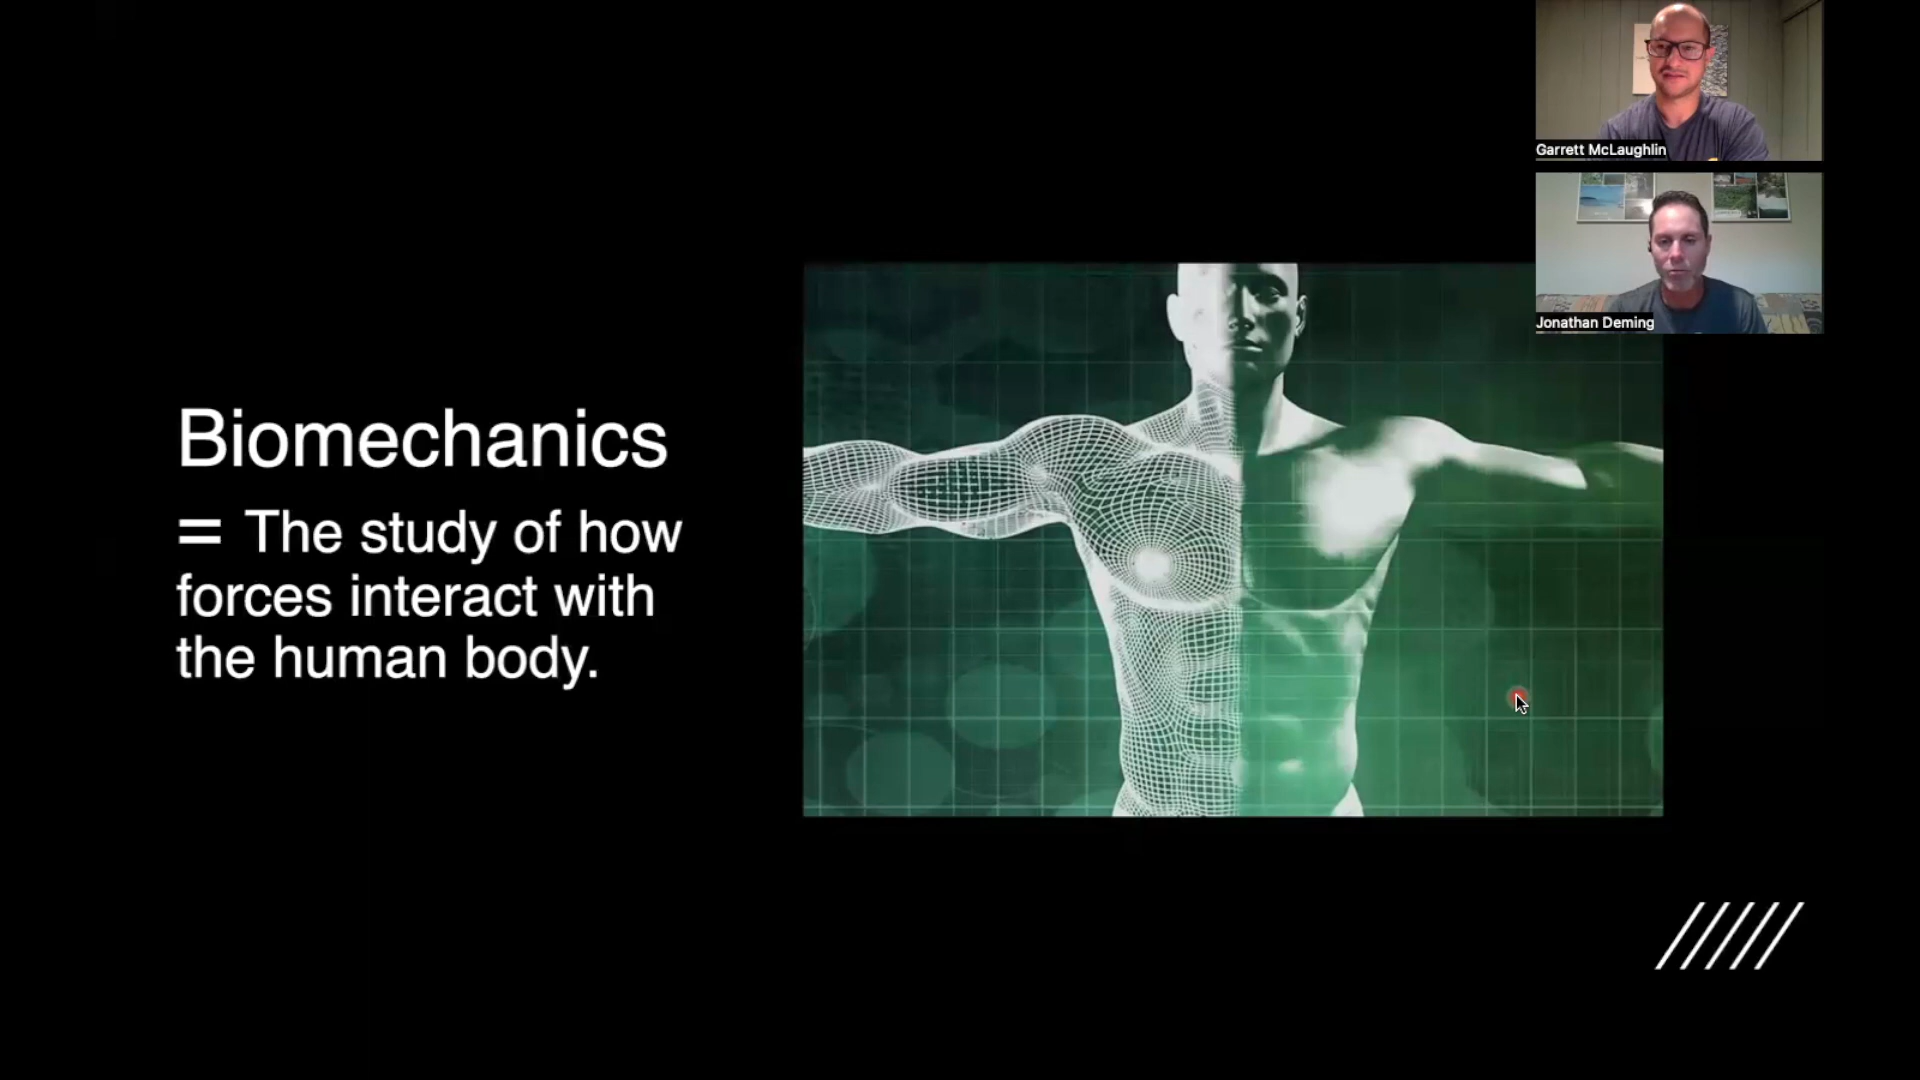 Garrett McLaughlin
Jonathan Deming
Biomechanics
= The study of how
forces interact with
the human body.